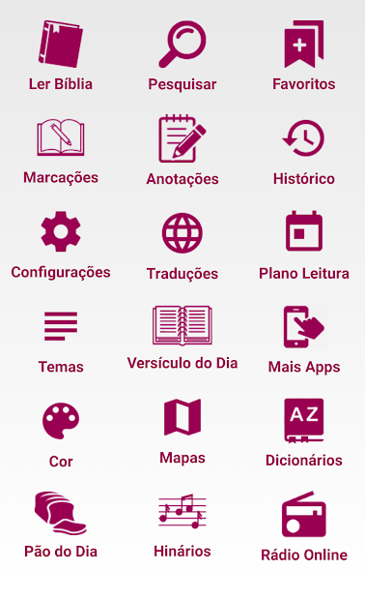 Ler Bíblia
Pesquisar
Favoritos
Marcações
Anotações
Histórico
Configurações
Traduções
Plano Leitura
Temas
Versículo do Dia
Mais Apps
Cor
Mapas
A Z
Dicionários
Pão do Dia
Hinários
Rádio Online